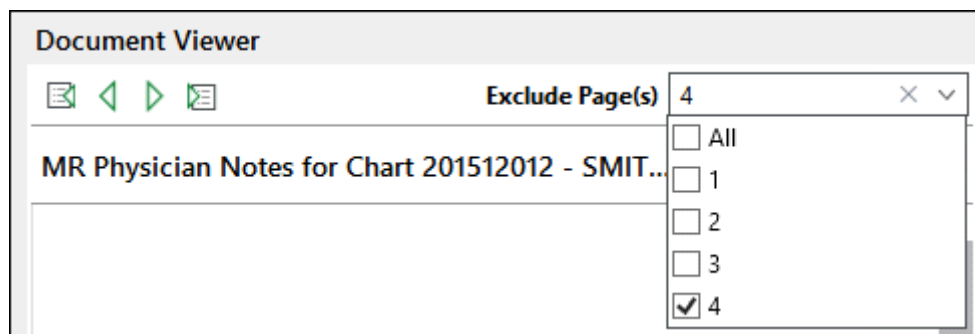 Document Viewer
Exclude Page(s) 4
All
MR Physician Notes for Chart 201512012 - SMIT...
1
2
3
4